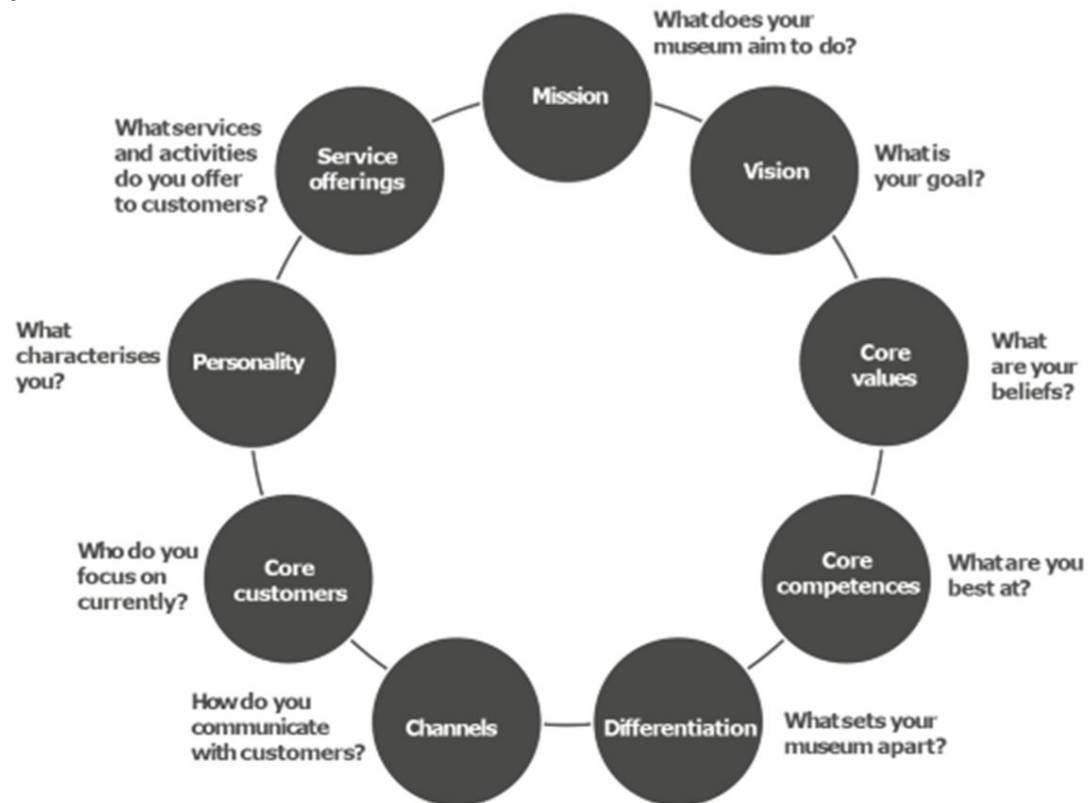 Mission
What does your
museum aim to do?
Vision
What is
your goal?
Core
values
What
are your
beliefs?
Core
competences
What are you
best at?
Differentiation
What sets your
museum apart?
Channels
How do you
communicate
with customers?
Core
customers
Who do you
focus on
currently?
Personality
What
characterises
you?
Service
offerings
What services
and activities
do you offer
to customers?